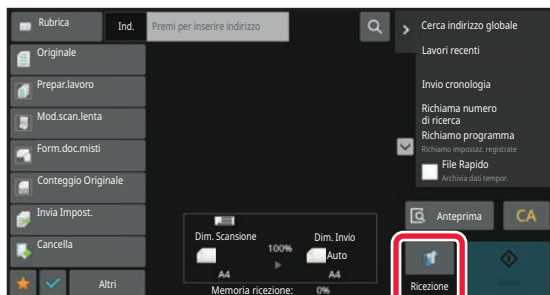 Rubrica
Ind.
Premi per inserire indirizzo
Originale
Prepar.lavoro
Mod.scan.lenta
Form.doc.misti
Conteggio Originale
Invia Impost.
Cancella
Altri
Dim. Scansione
100%
Dim. Invio
Auto
A4
A4
Memoria ricezione:
0%
Cerca indirizzo globale
Lavori recenti
Invio cronologia
Richiama numero
di ricerca
Richiamo programma
Richiamo impostaz. registrate
File Rapido
Archivia dati tempor.
Anteprima
CA
Ricezione